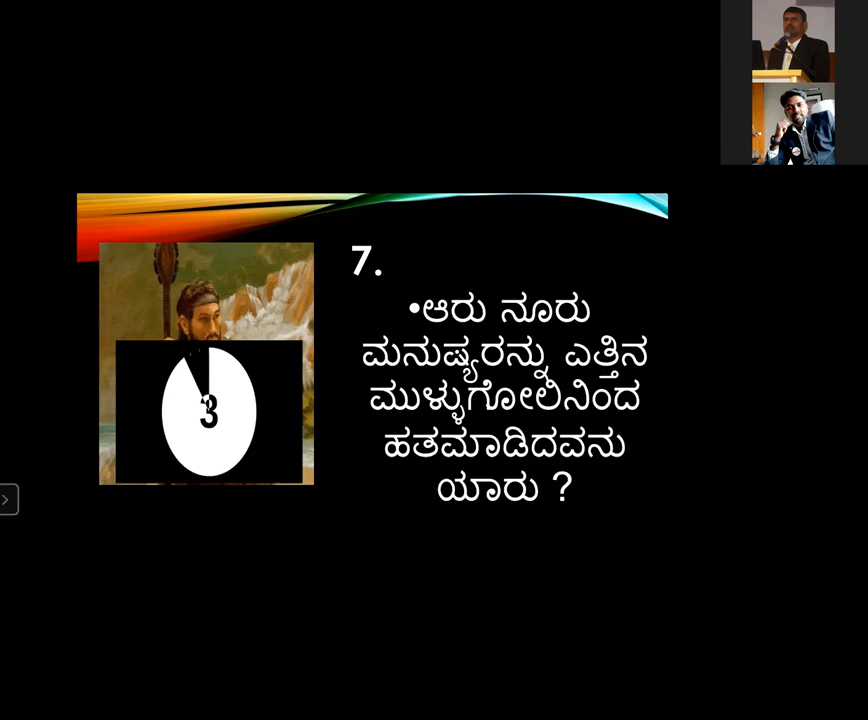 7.
•ಆರು ನೂರು
ಮನುಷ್ಯರನ್ನು ಎತ್ತಿನ
ಮುಳ್ಳುಗೋಲಿನಿಂದ
ಹತಮಾಡಿದವನು
ಯಾರು ?
3